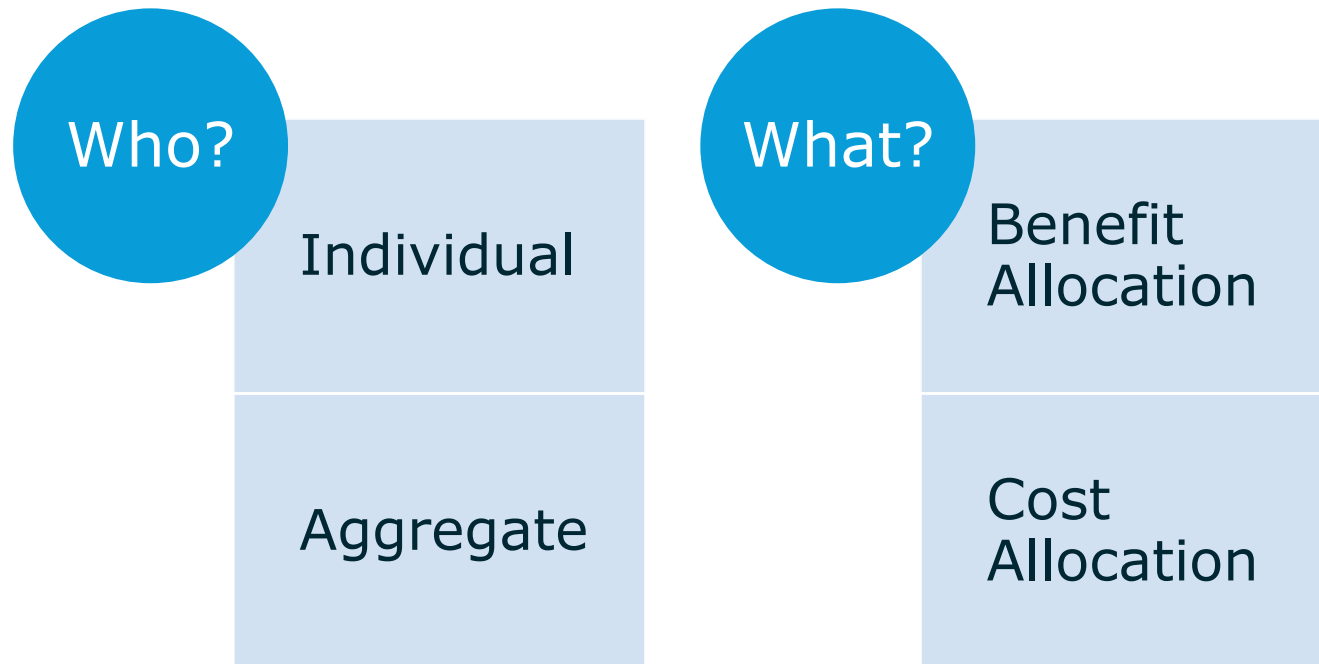 Who?
Individual
Aggregate
What?
Benefit
Allocation
Cost
Allocation